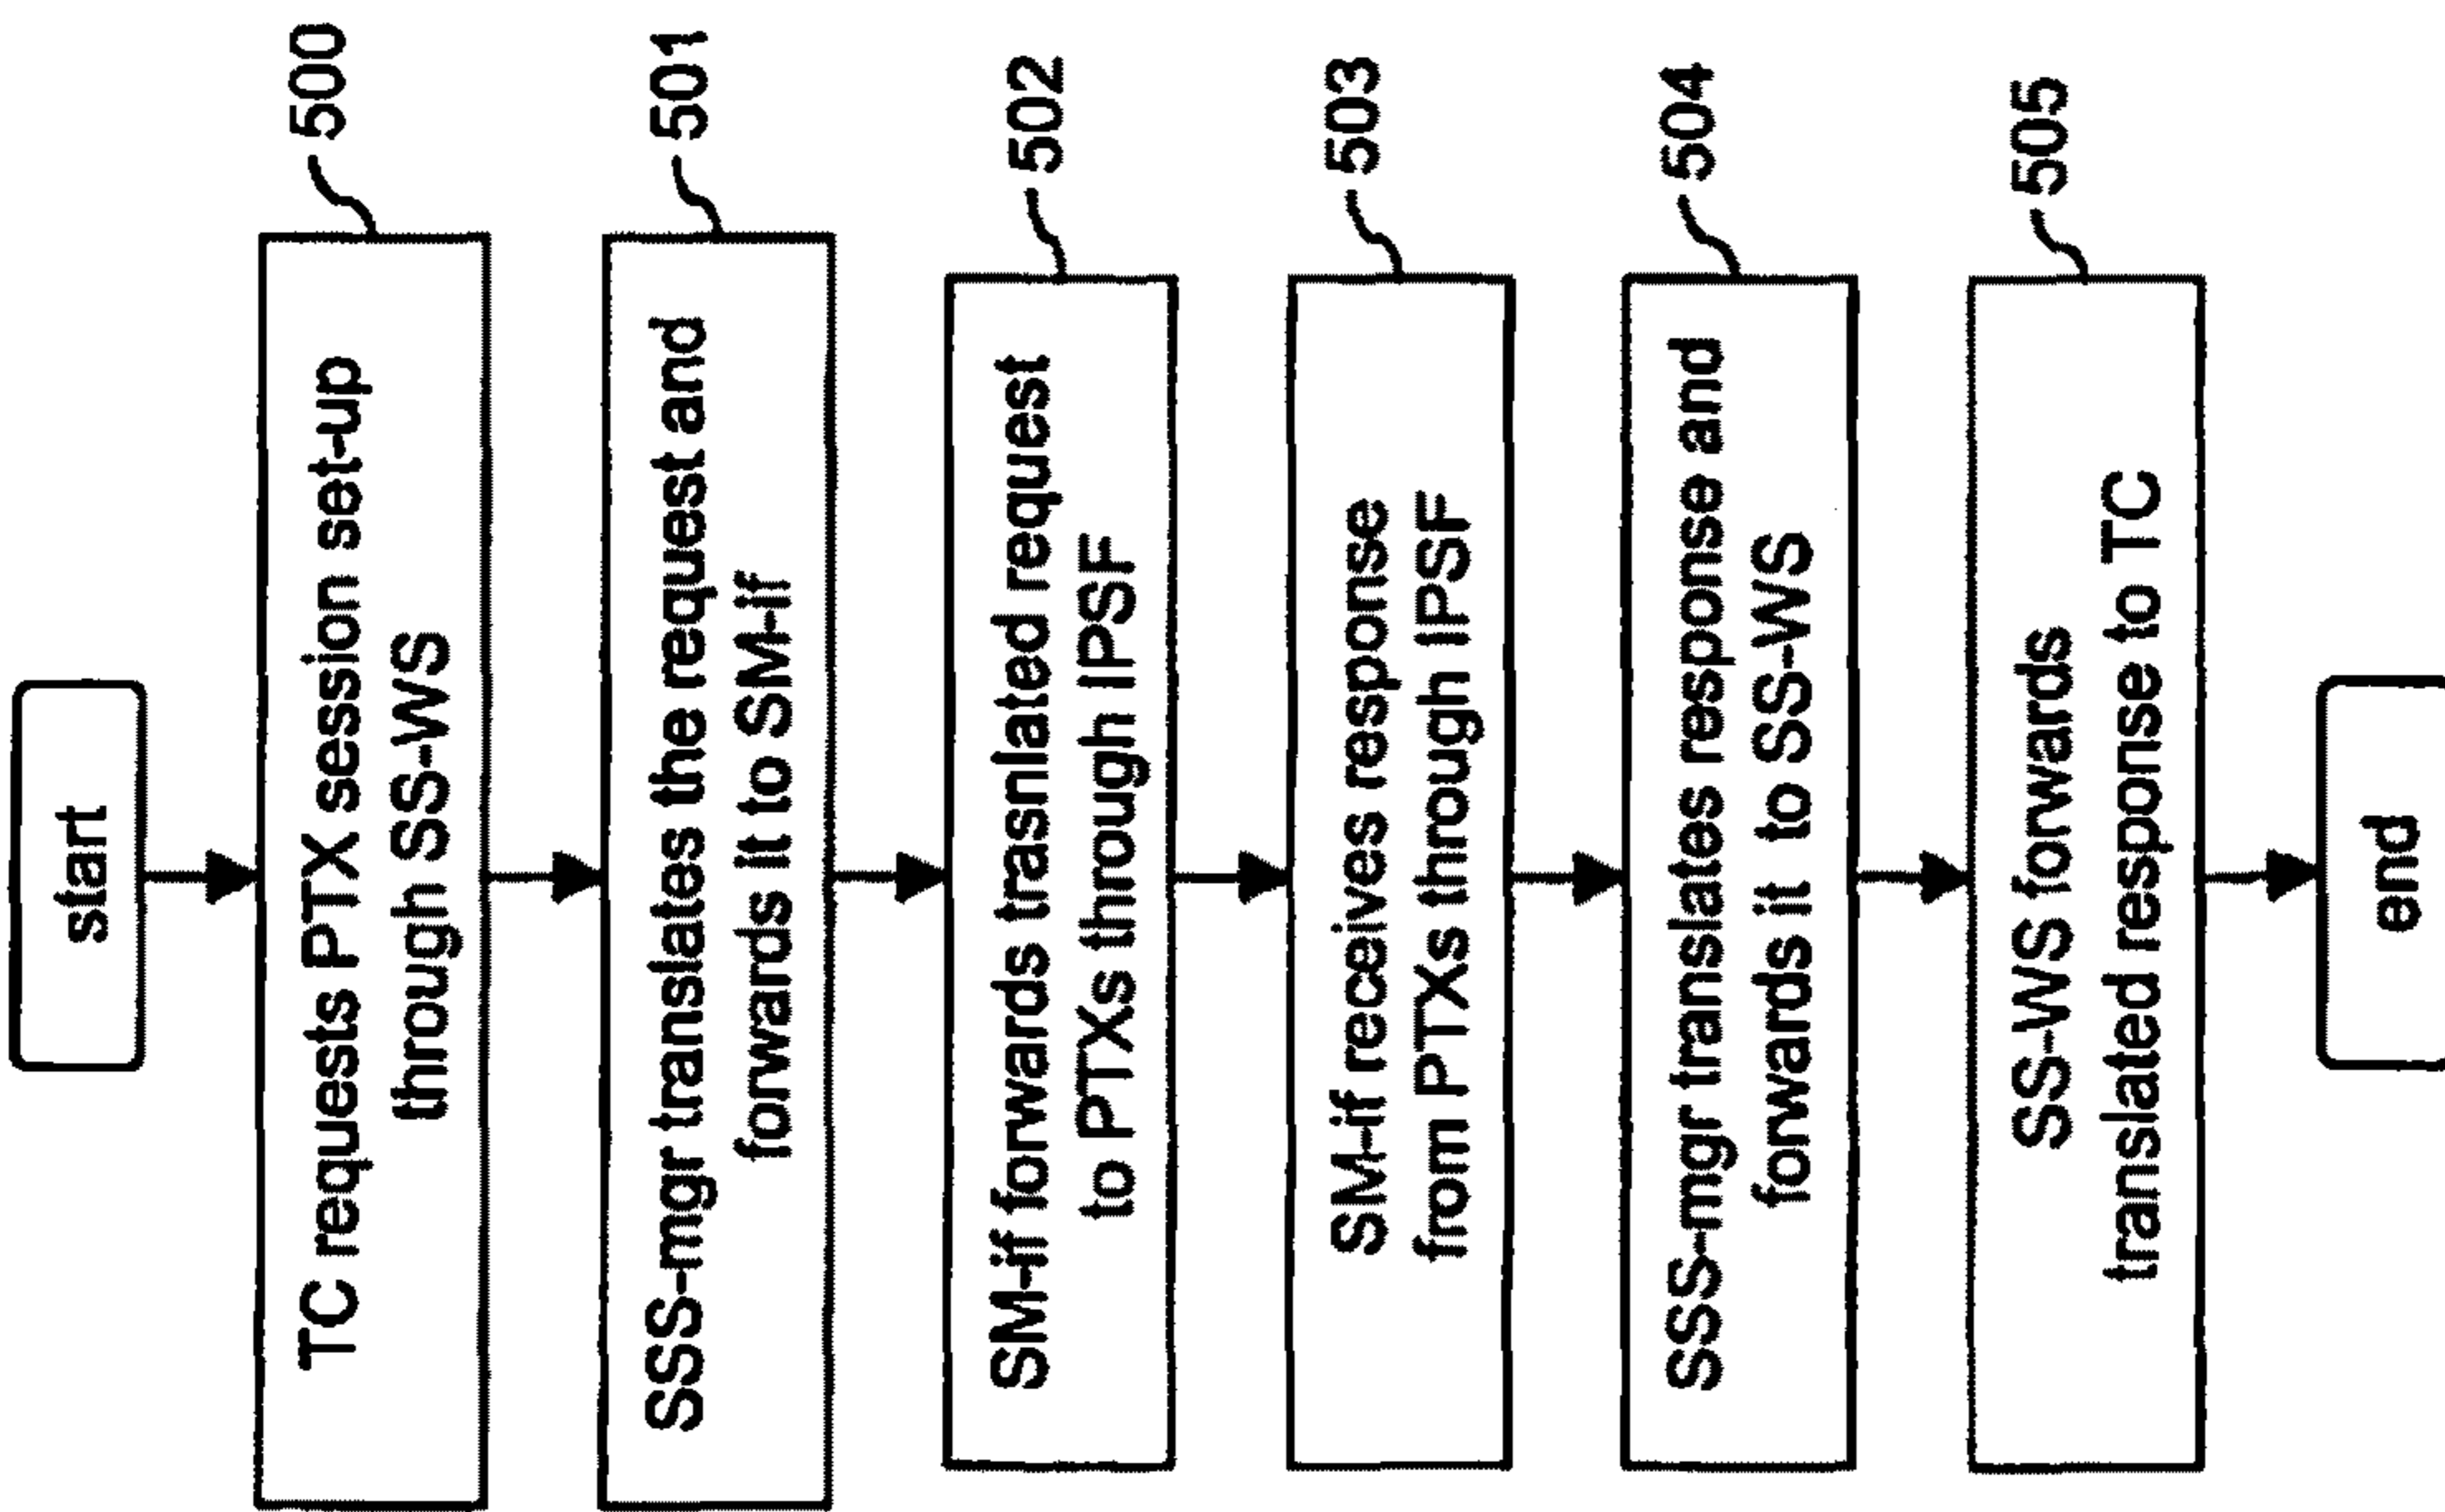 start
500
TC requests PTX session set-up
through SS-WS
501
SSS-mgr translates the request and
forwards it to SM-if
502
SM-if forwards trasnlated request
to PTXs through IPSF
503
SM-if receives response
from PTXs through IPSF
504
SSS-mgr translates response and
forwards it to SS-WS
505
SS-WS forwards
translated response to TC
end